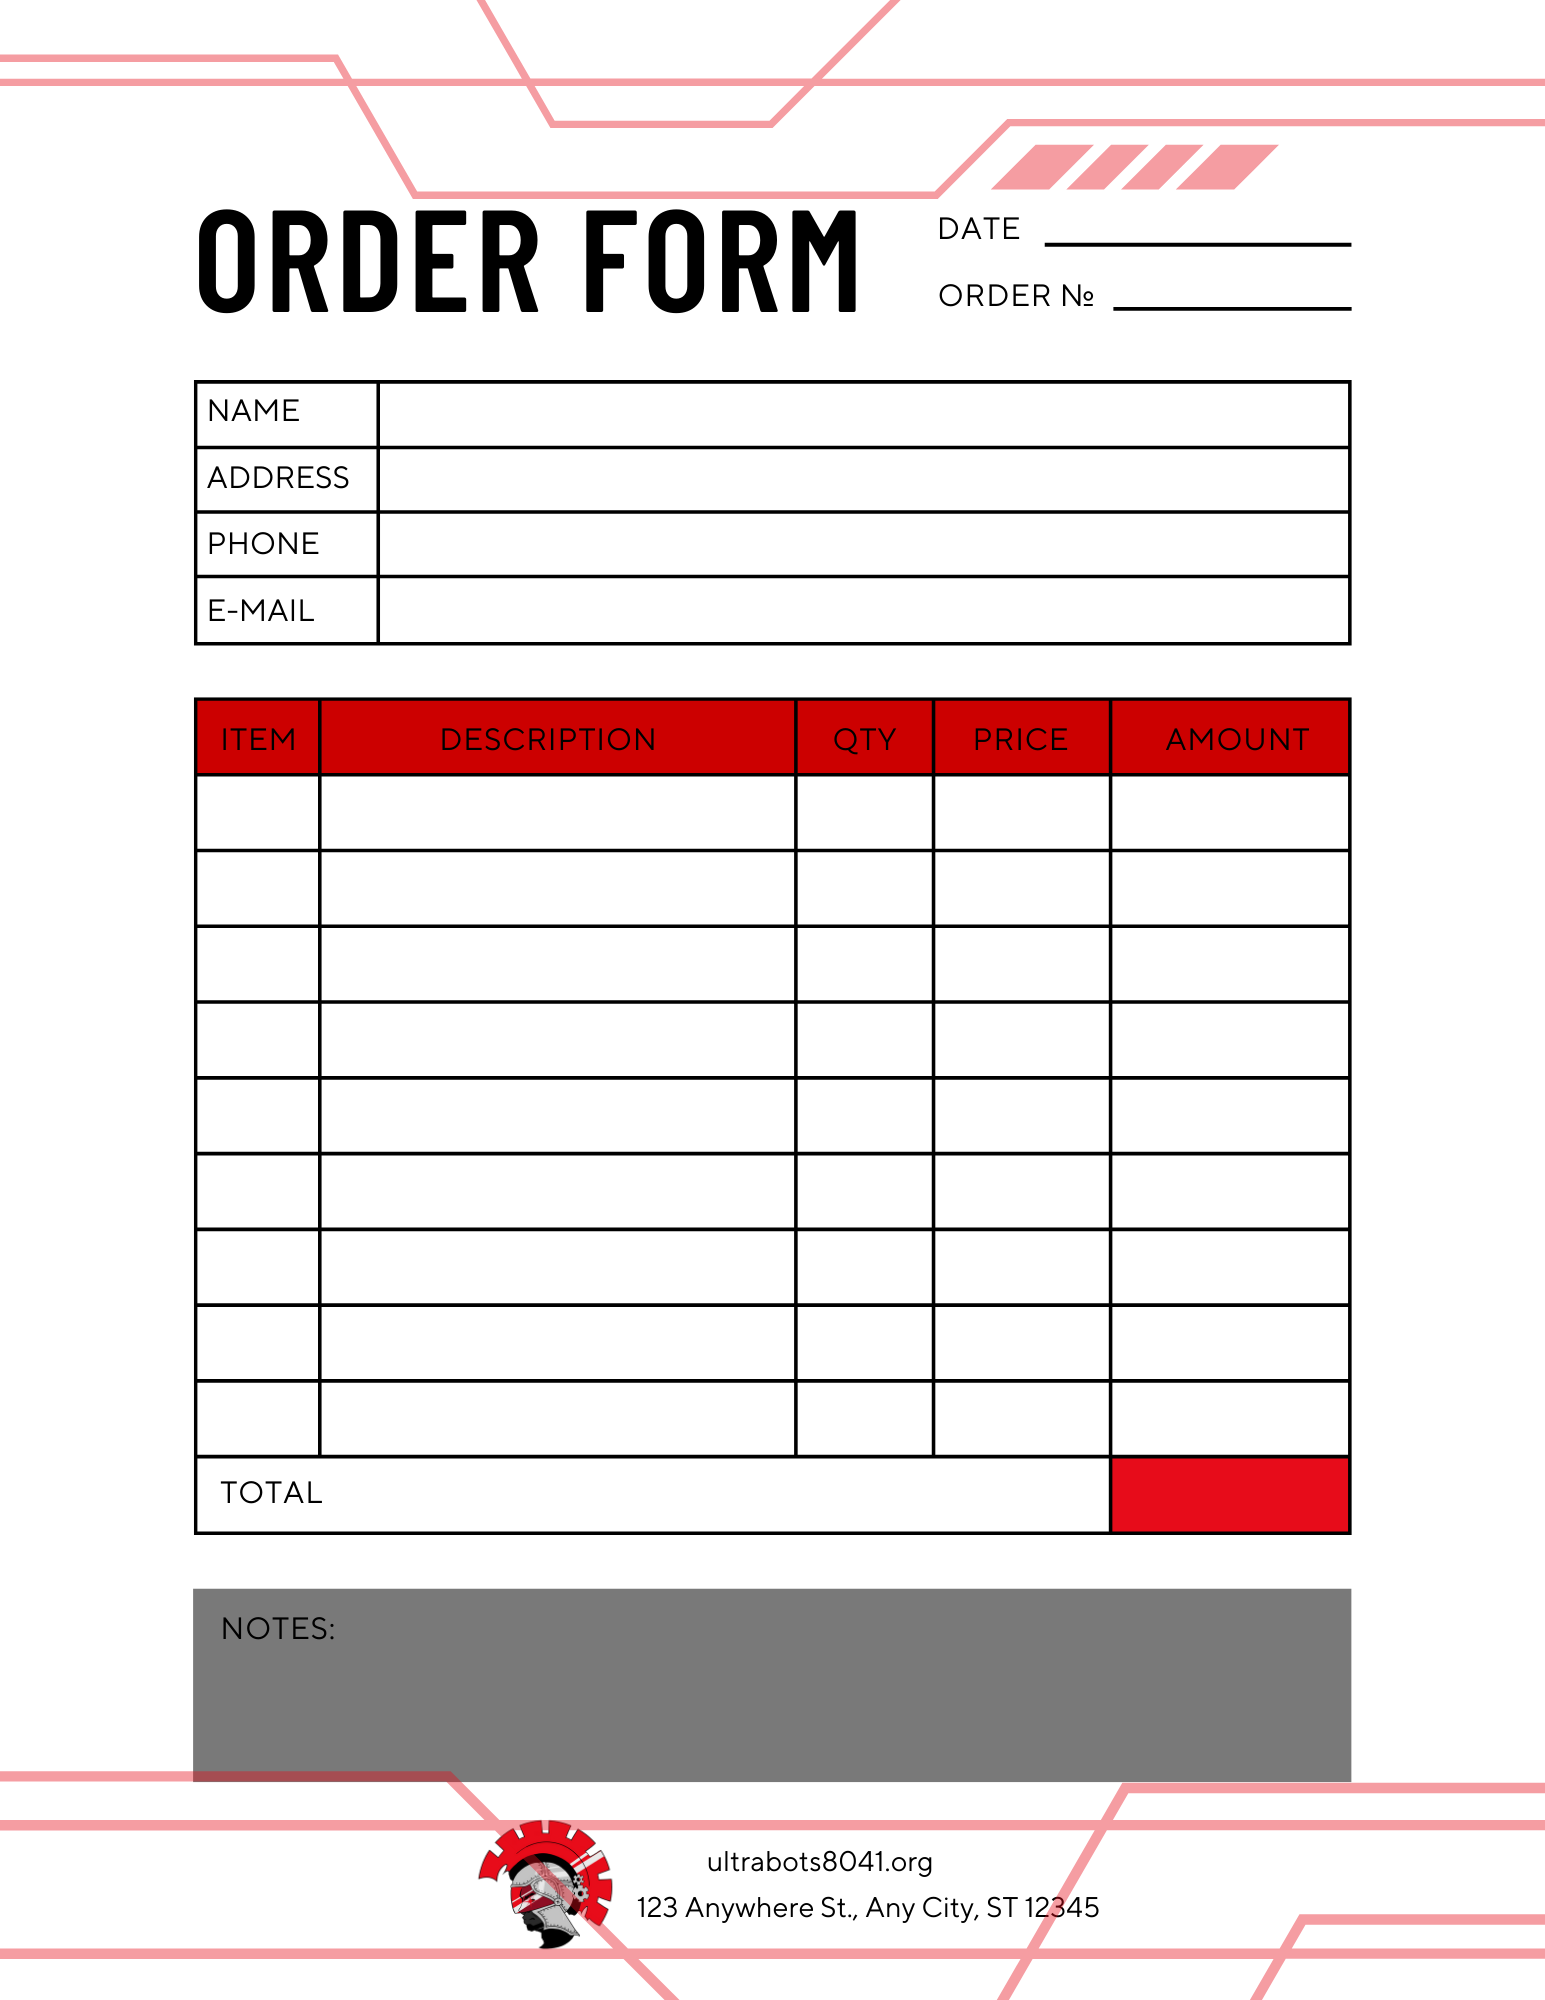 ORDER FORM
DATE
ORDER №
NAME
ADDRESS
PHONE
E-MAIL
ITEM DESCRIPTION QTY PRICE AMOUNT
TOTAL
NOTES:
ultrabots8041.org
123 Anywhere St., Any City, ST 12345